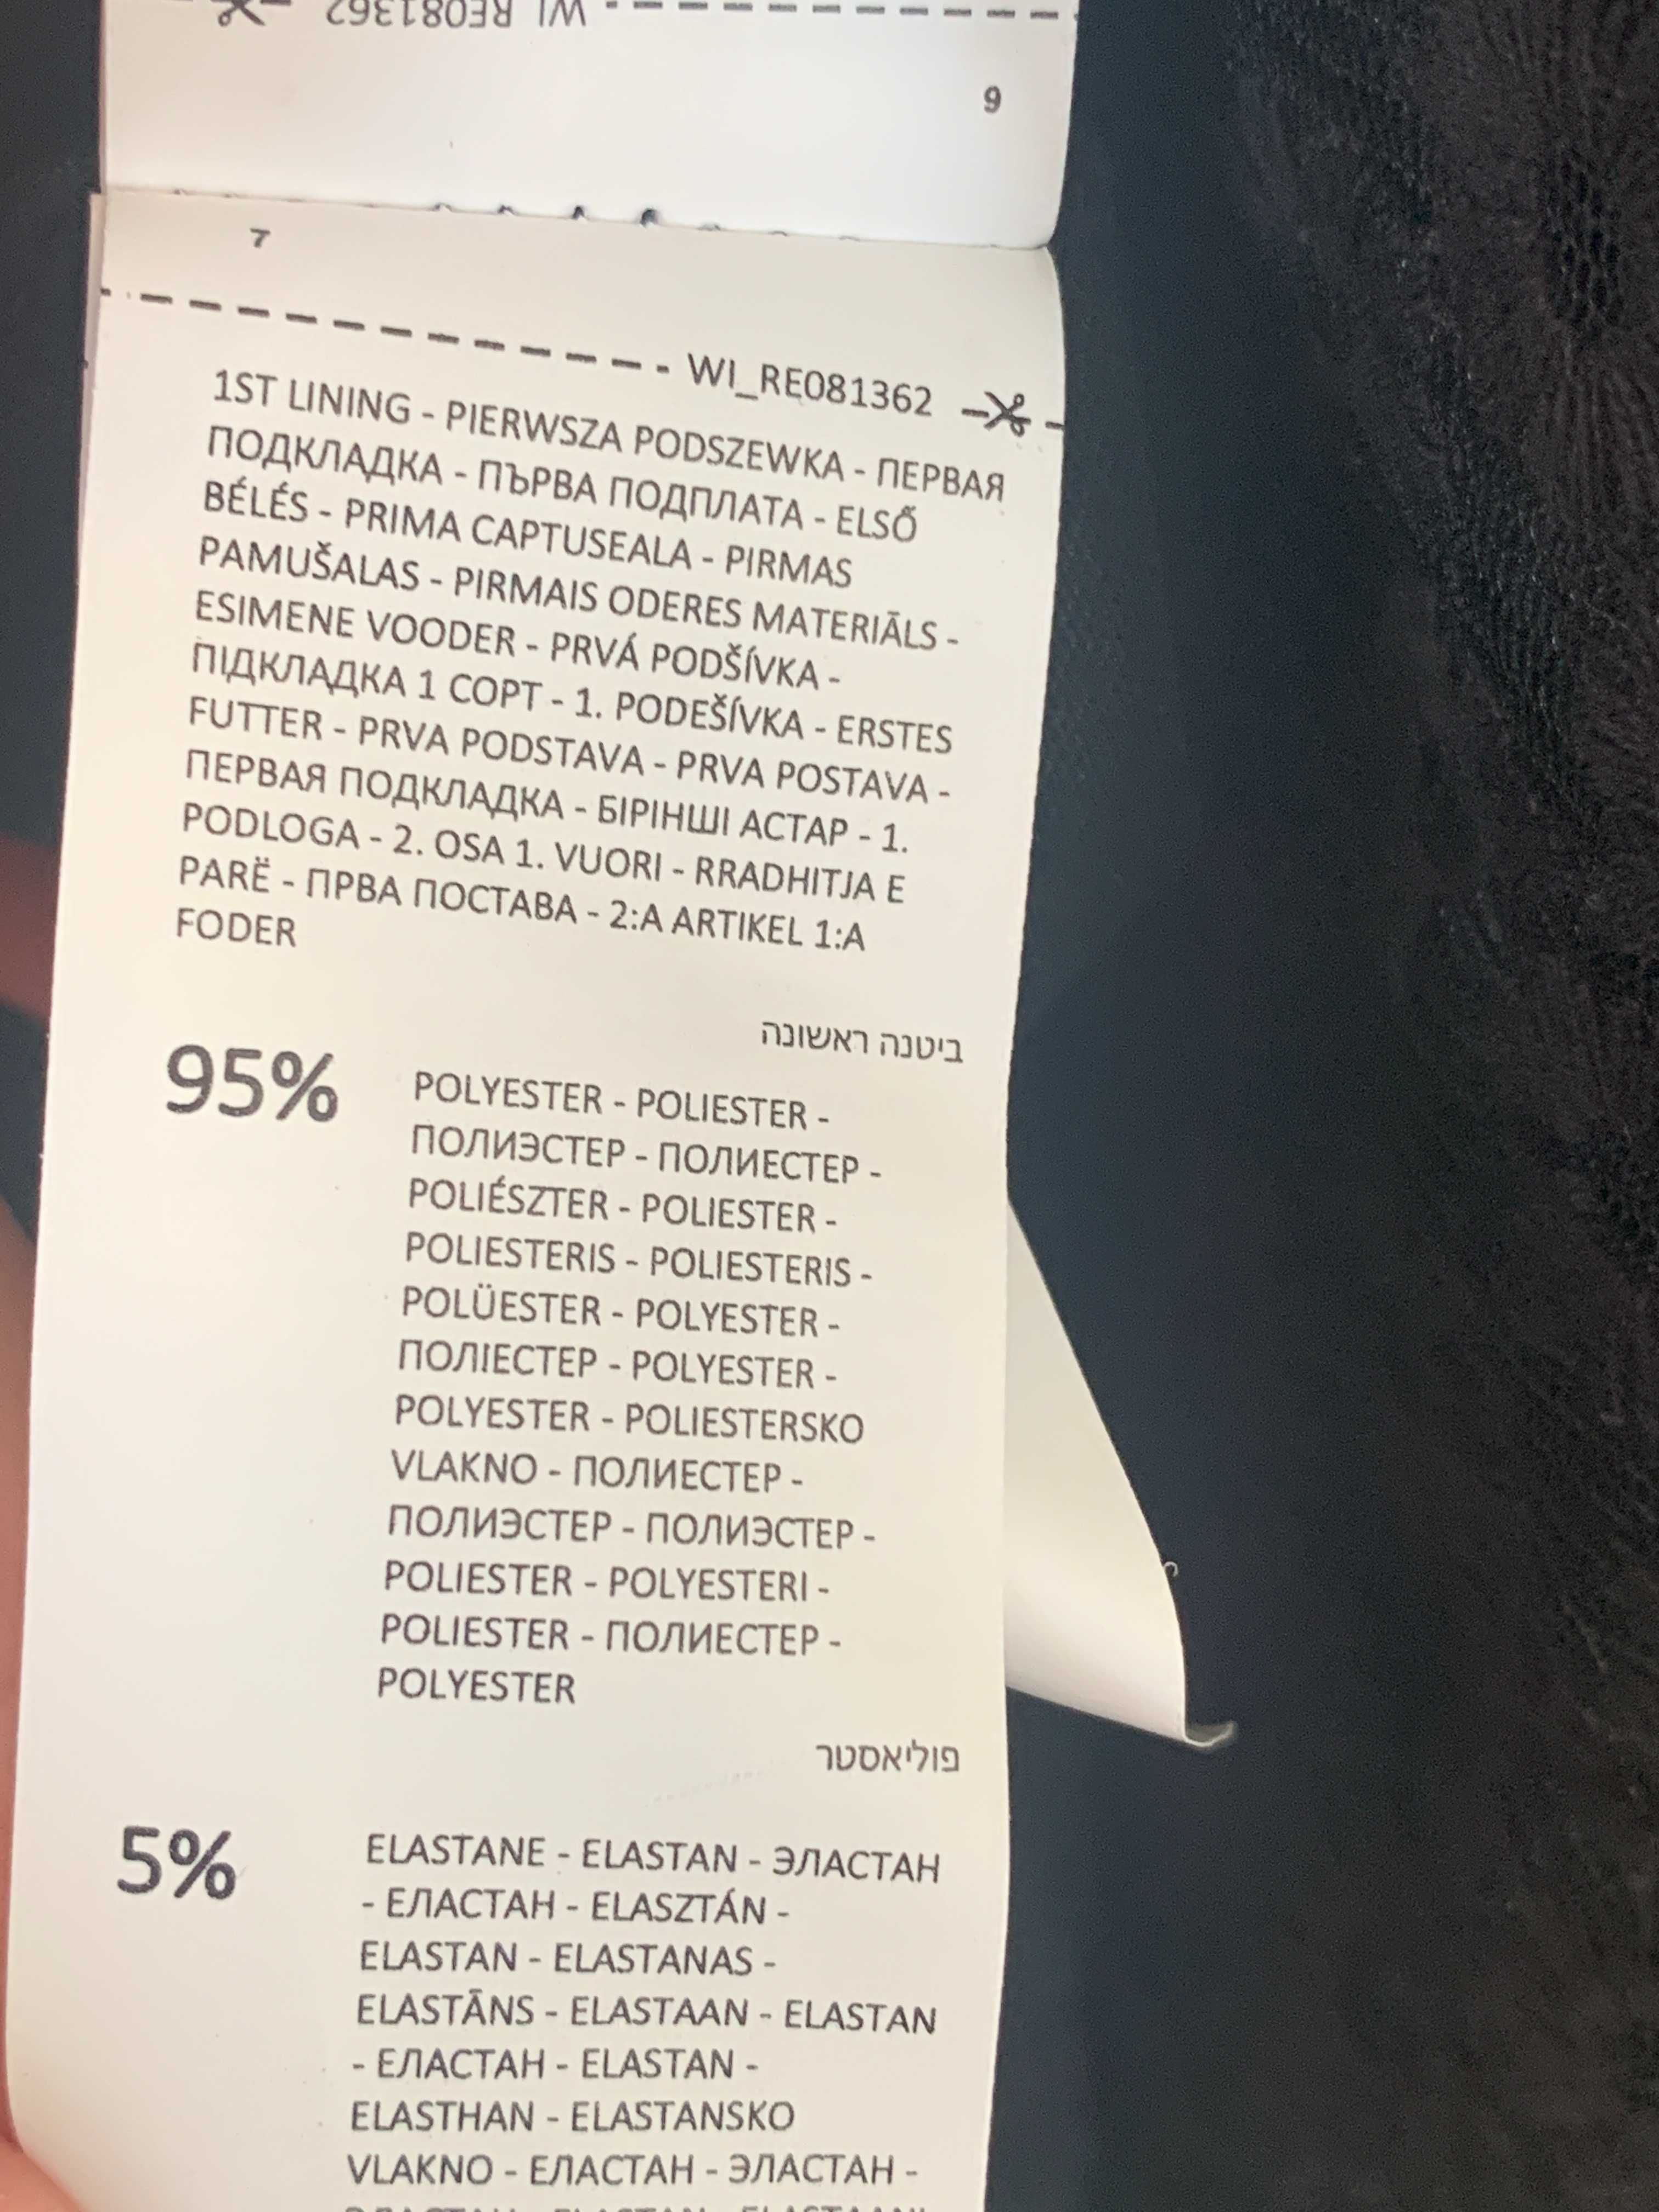 WI_RE081362
9
7
WI_RE081362
1ST LINING - PIERWSZA PODSZEWKA - ПЕРВАЯ
ПОДКЛАДКА - ПЪРВА ПОДПЛАТА - ELSŐ
BÉLÉS - PRIMA CAPTUSEALA - PIRMAS
PAMUŠALAS - PIRMAIS ODERES MATERIĀLS -
ESIMENE VOODER - PRVÁ PODŠÍVKA -
ПІДКЛАДКА 1 СОРТ - 1. PODEŠÍVKA - ERSTES
FUTTER - PRVA PODSTAVA - PRVA POSTAVA -
ПЕРВАЯ ПОДКЛАДКА - БІРІНШІ АСТАР - 1.
PODLOGA - 2. OSA 1. VUORI - RRADHITJA E
PARË - ПРВА ПОСТАВА - 2:A ARTIKEL 1:A
FODER
ביטנה ראשונה
95% POLYESTER - POLIESTER -
ПОЛИЭСТЕР - ПОЛИЕСТЕР -
POLIÉSZTER - POLIESTER -
POLIESTERIS - POLIESTERIS -
POLÜESTER - POLYESTER -
ПОЛІЕСТЕР - POLYESTER -
POLYESTER - POLIESTERSKO
VLAKNO - ПОЛИЕСТЕР -
ПОЛИЭСТЕР - ПОЛИЭСТЕР -
POLIESTER - POLYESTERI -
POLIESTER - ПОЛИЕСТЕР -
POLYESTER
פוליאסטר
5% ELASTANE - ELASTAN - ЭЛАСТАН
- ЕЛАСТАН - ELASZTÁN -
ELASTAN - ELASTANAS -
ELASTĀNS - ELASTAAN - ELASTAN
- ЕЛАСТАН - ELASTAN -
ELASTHAN - ELASTANSKO
VLAKNO - ЕЛАСТАН - ЭЛАСТАН -